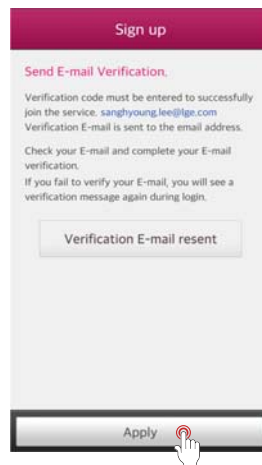 Sign up
Send E-mail Verification.
Verification code must be entered to successfully
join the service. sanghyoung.lee@lge.com
Verification E-mail is sent to the email address.
Check your E-mail and complete your E-mail
verification.
If you fail to verify your E-mail, you will see a
verification message again during login.
Verification E-mail resent
Apply